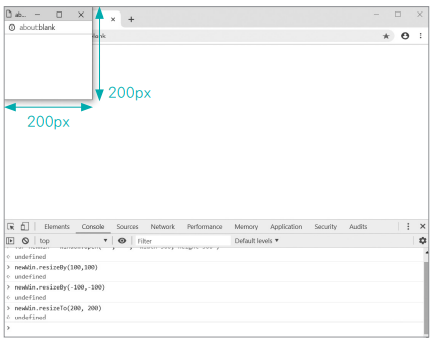 ab...
about:blank
blank
200px
200px
Elements Console Sources Network Performance Memory Application Security Audits
top Filter Default levels
undefined
newWin.resizeBy(100,100)
undefined
newWin.resizeBy(-100,-100)
undefined
newWin.resizeTo(200, 200)
undefined